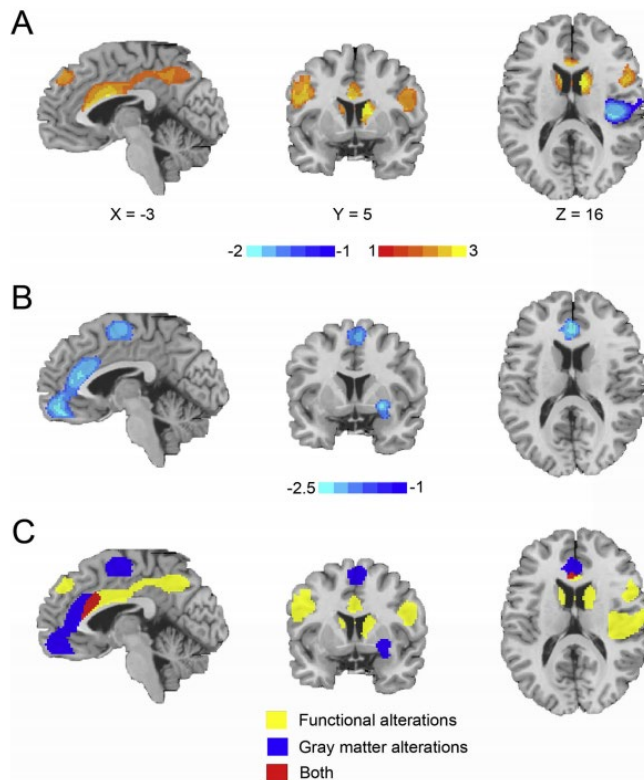 A
X = -3 Y = 5 Z = 16
-2 -1 1 3
B
-2.5 -1
C
Functional alterations
Gray matter alterations
Both